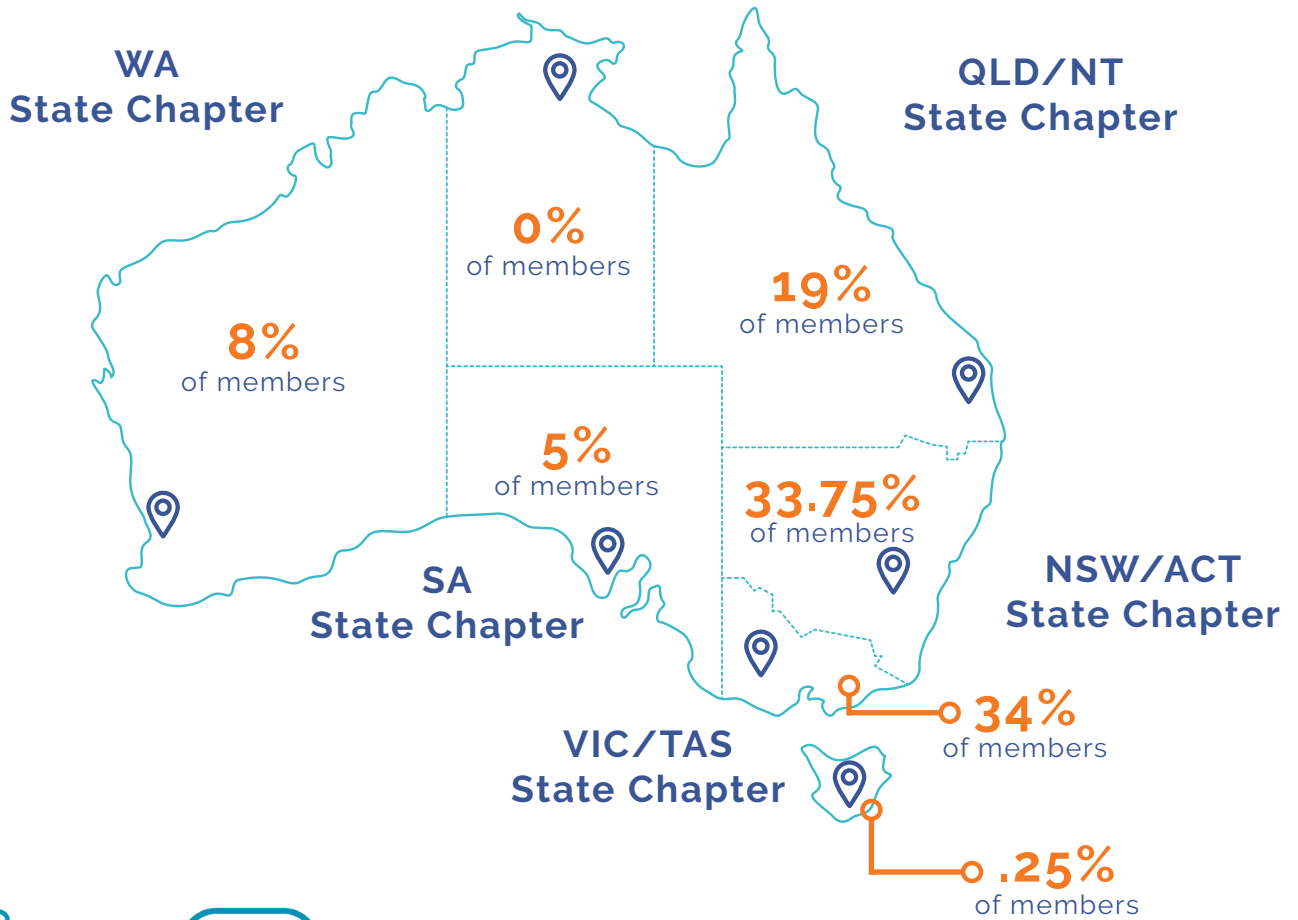 WA
State Chapter
QLD/NT
State Chapter
0%
of members
19%
of members
8%
of members
5%
of members
33.75%
of members
SA
State Chapter
NSW/ACT
State Chapter
34%
of members
VIC/TAS
State Chapter
.25%
of members